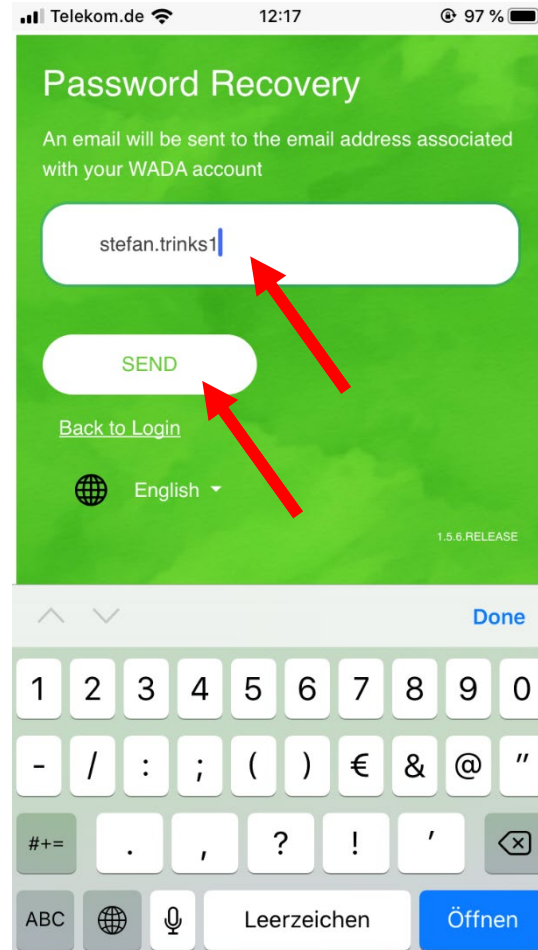 Telekom.de 12:17 97 %
Password Recovery
An email will be sent to the email address associated
with your WADA account
stefan.trinks1
SEND
Back to Login
English
1.5.6.RELEASE
Done
1 2 3 4 5 6 7 8 9 0
- / : ; ( ) € & @ "
#+= . , ? ! '
ABC Leerzeichen Öffnen